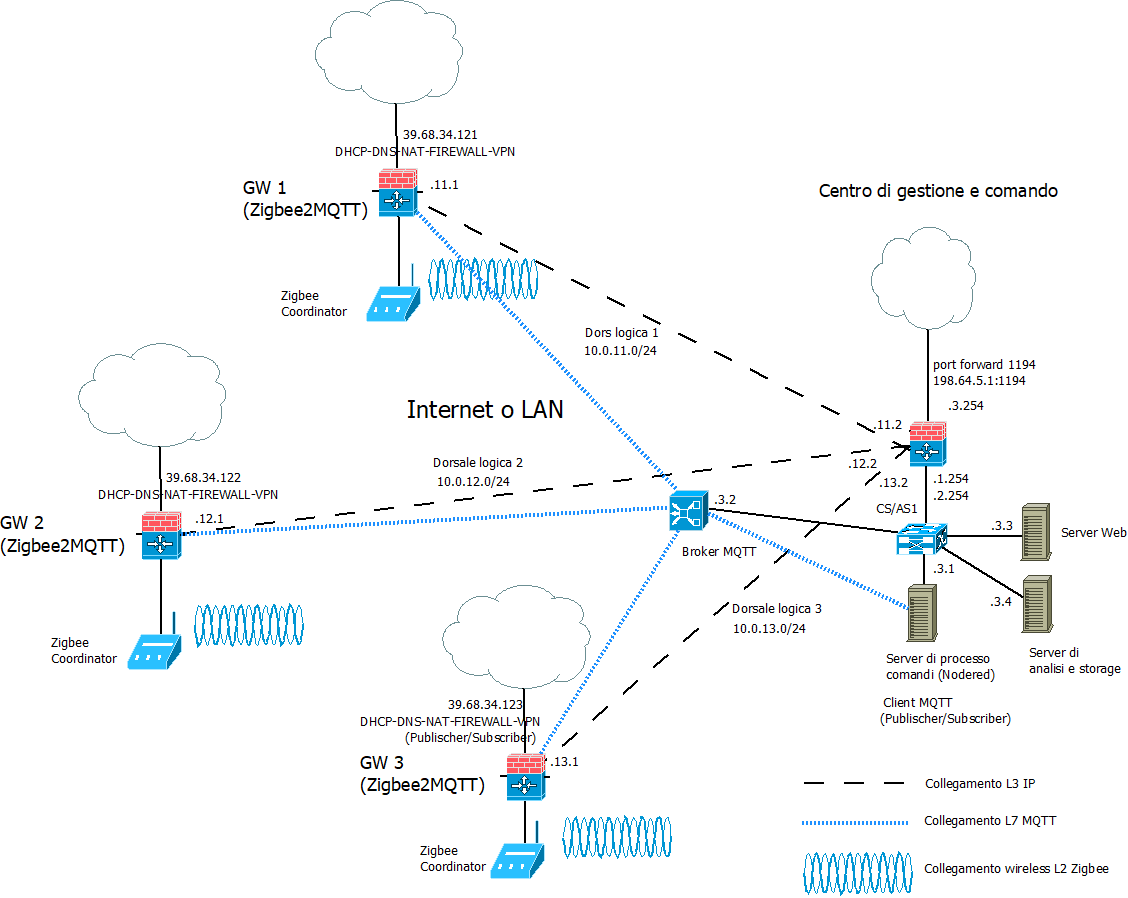 39.68.34.121
DHCP-DNS-NAT-FIREWALL-VPN
GW 1
(Zigbee2MQTT)
.11.1
Centro di gestione e comando
Zigbee
Coordinator
Dors logica 1
10.0.11.0/24
port forward 1194
198.64.5.1:1194
.3.254
Internet o LAN
.11.2
Dorsale logica 2
10.0.12.0/24
.12.2
.13.2
.1.254
.2.254
39.68.34.122
DHCP-DNS-NAT-FIREWALL-VPN
GW 2
(Zigbee2MQTT)
.12.1
.3.2
CS/AS1
Broker MQTT
.3.3
Server Web
.3.1
.3.4
Dorsale logica 3
10.0.13.0/24
Zigbee
Coordinator
Server di processo
comandi (Nodered)
Server di
analisi e storage
Client MQTT
(Publischer/Subscriber)
39.68.34.123
DHCP-DNS-NAT-FIREWALL-VPN
(Publischer/Subscriber)
GW 3
(Zigbee2MQTT)
.13.1
Zigbee
Coordinator
Collegamento L3 IP
Collegamento L7 MQTT
Collegamento wireless L2 Zigbee